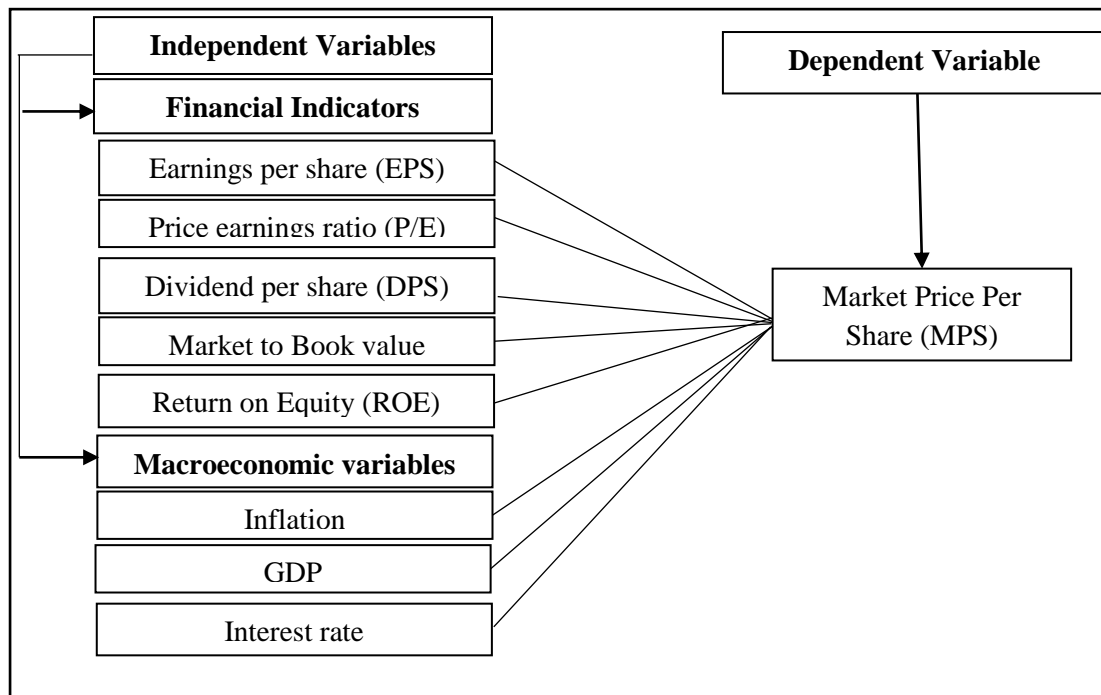 Independent Variables
Financial Indicators
Earnings per share (EPS)
Price earnings ratio (P/E)
Dividend per share (DPS)
Market to Book value
Return on Equity (ROE)
Macroeconomic variables
Inflation
GDP
Interest rate
Dependent Variable
Market Price Per
Share (MPS)